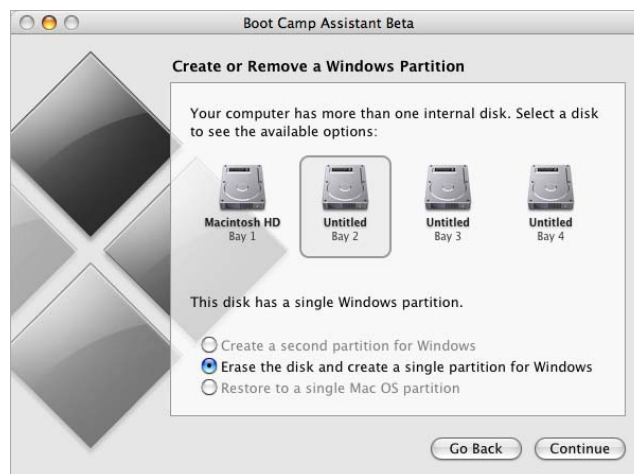 Boot Camp Assistant Beta
Create or Remove a Windows Partition
Your computer has more than one internal disk. Select a disk
to see the available options:
Macintosh HD
Bay 1
Untitled
Bay 2
Untitled
Bay 3
Untitled
Bay 4
This disk has a single Windows partition.
Create a second partition for Windows
Erase the disk and create a single partition for Windows
Restore to a single Mac OS partition
Go Back
Continue